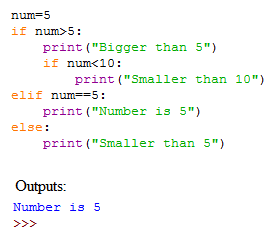 num=5
if num>5:
    print("Bigger than 5")
    if num<10:
        print("Smaller than 10")
elif num==5:
    print("Number is 5")
else:
    print("Smaller than 5")
Outputs:
Number is 5
>>>